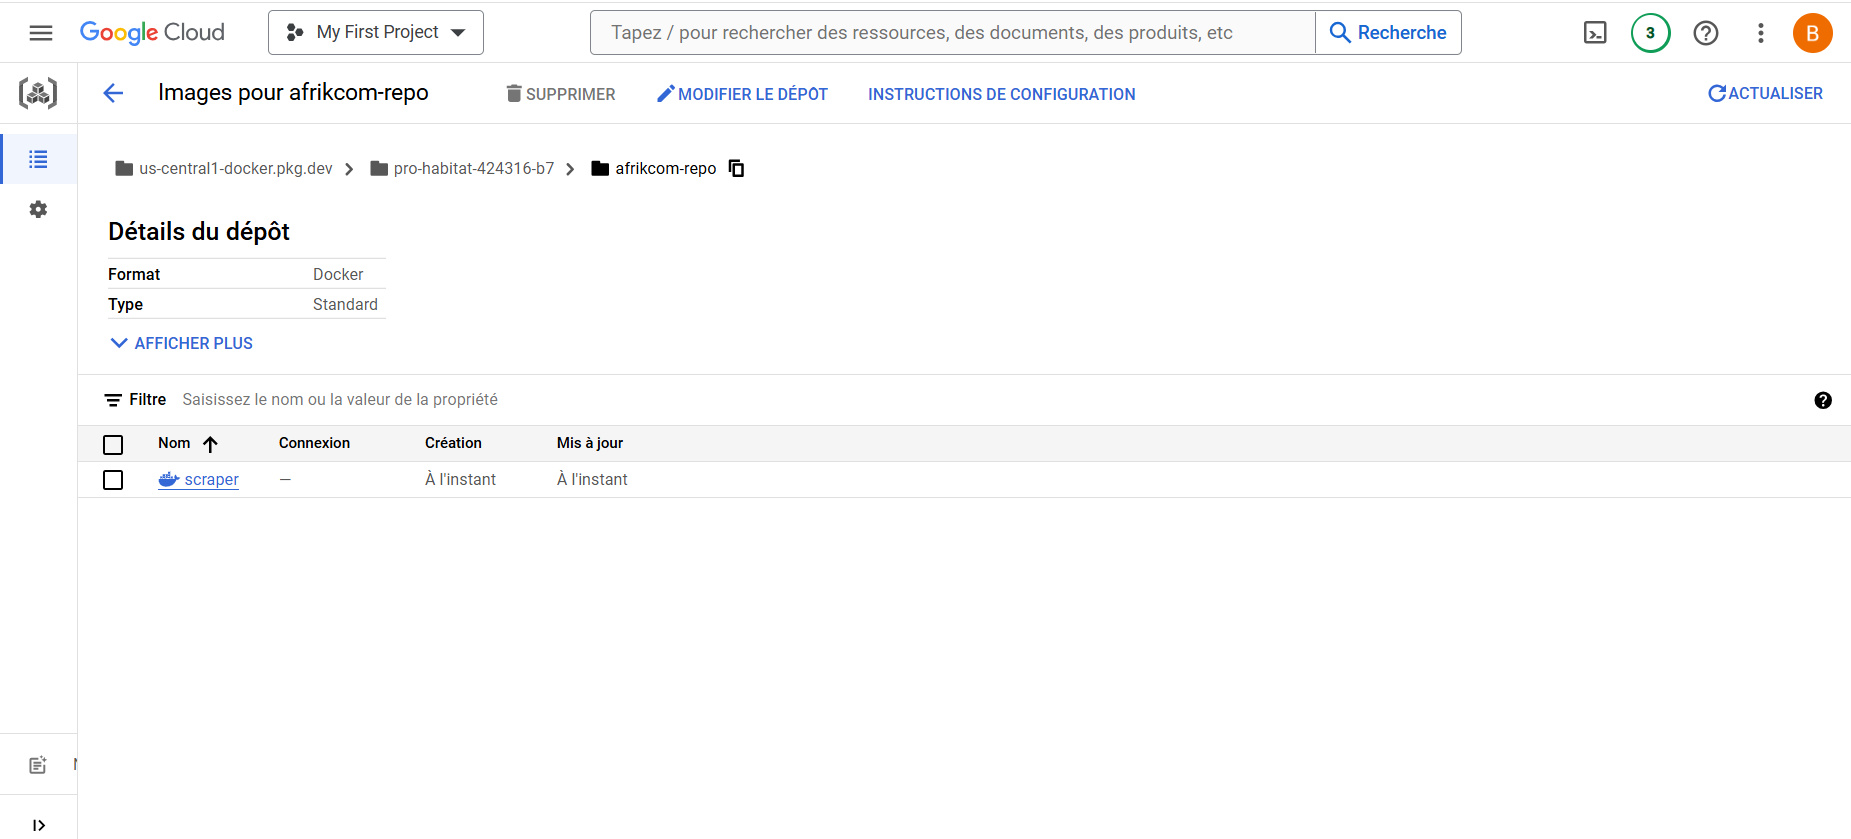 Google Cloud
My First Project
Tapez / pour rechercher des ressources, des documents, des produits, etc
Recherche
3
B
Images pour afrikcom-repo
SUPPRIMER
MODIFIER LE DÉPÔT
INSTRUCTIONS DE CONFIGURATION
ACTUALISER
us-central1-docker.pkg.dev
pro-habitat-424316-b7
afrikcom-repo
Détails du dépôt
Format Docker
Type Standard
AFFICHER PLUS
Filtre Saisissez le nom ou la valeur de la propriété
Nom Connexion Création Mis à jour
scraper — À l'instant À l'instant